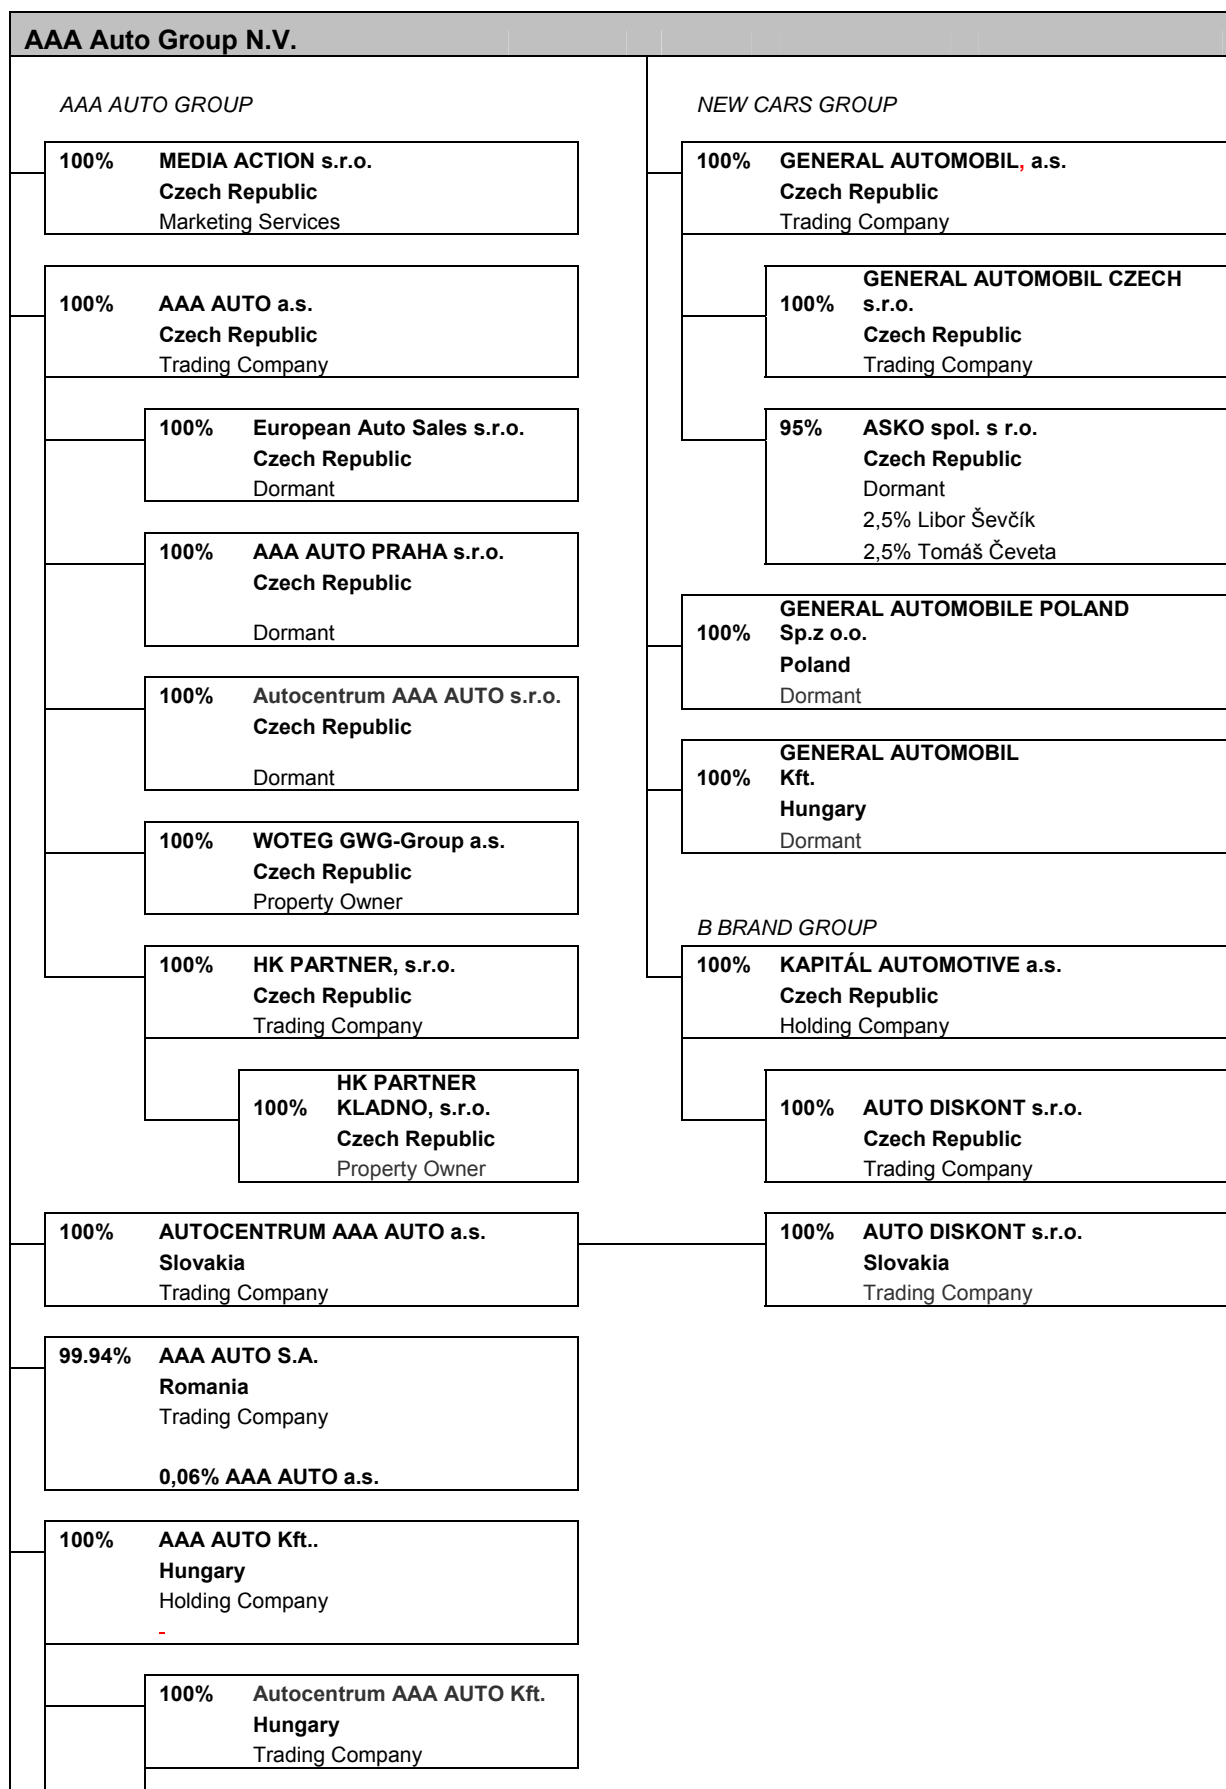 AAA Auto Group N.V.
AAA AUTO GROUP
100% MEDIA ACTION s.r.o.
Czech Republic
Marketing Services
100% AAA AUTO a.s.
Czech Republic
Trading Company
100% European Auto Sales s.r.o.
Czech Republic
Dormant
100% AAA AUTO PRAHA s.r.o.
Czech Republic
Dormant
100% Autocentrum AAA AUTO s.r.o.
Czech Republic
Dormant
100% WOTEG GWG-Group a.s.
Czech Republic
Property Owner
100% HK PARTNER, s.r.o.
Czech Republic
Trading Company
HK PARTNER
100% KLADNO, s.r.o.
Czech Republic
Property Owner
100% AUTOCENTRUM AAA AUTO a.s.
Slovakia
Trading Company
99.94% AAA AUTO S.A.
Romania
Trading Company
0,06% AAA AUTO a.s.
100% AAA AUTO Kft..
Hungary
Holding Company
-
100% Autocentrum AAA AUTO Kft.
Hungary
Trading Company
NEW CARS GROUP
100% GENERAL AUTOMOBIL, a.s.
Czech Republic
Trading Company
GENERAL AUTOMOBIL CZECH
100% s.r.o.
Czech Republic
Trading Company
95% ASKO spol. s r.o.
Czech Republic
Dormant
2,5% Libor Ševčík
2,5% Tomáš Čeveta
GENERAL AUTOMOBILE POLAND
100% Sp.z o.o.
Poland
Dormant
GENERAL AUTOMOBIL
100% Kft.
Hungary
Dormant
B BRAND GROUP
100% KAPITÁL AUTOMOTIVE a.s.
Czech Republic
Holding Company
100% AUTO DISKONT s.r.o.
Czech Republic
Trading Company
100% AUTO DISKONT s.r.o.
Slovakia
Trading Company